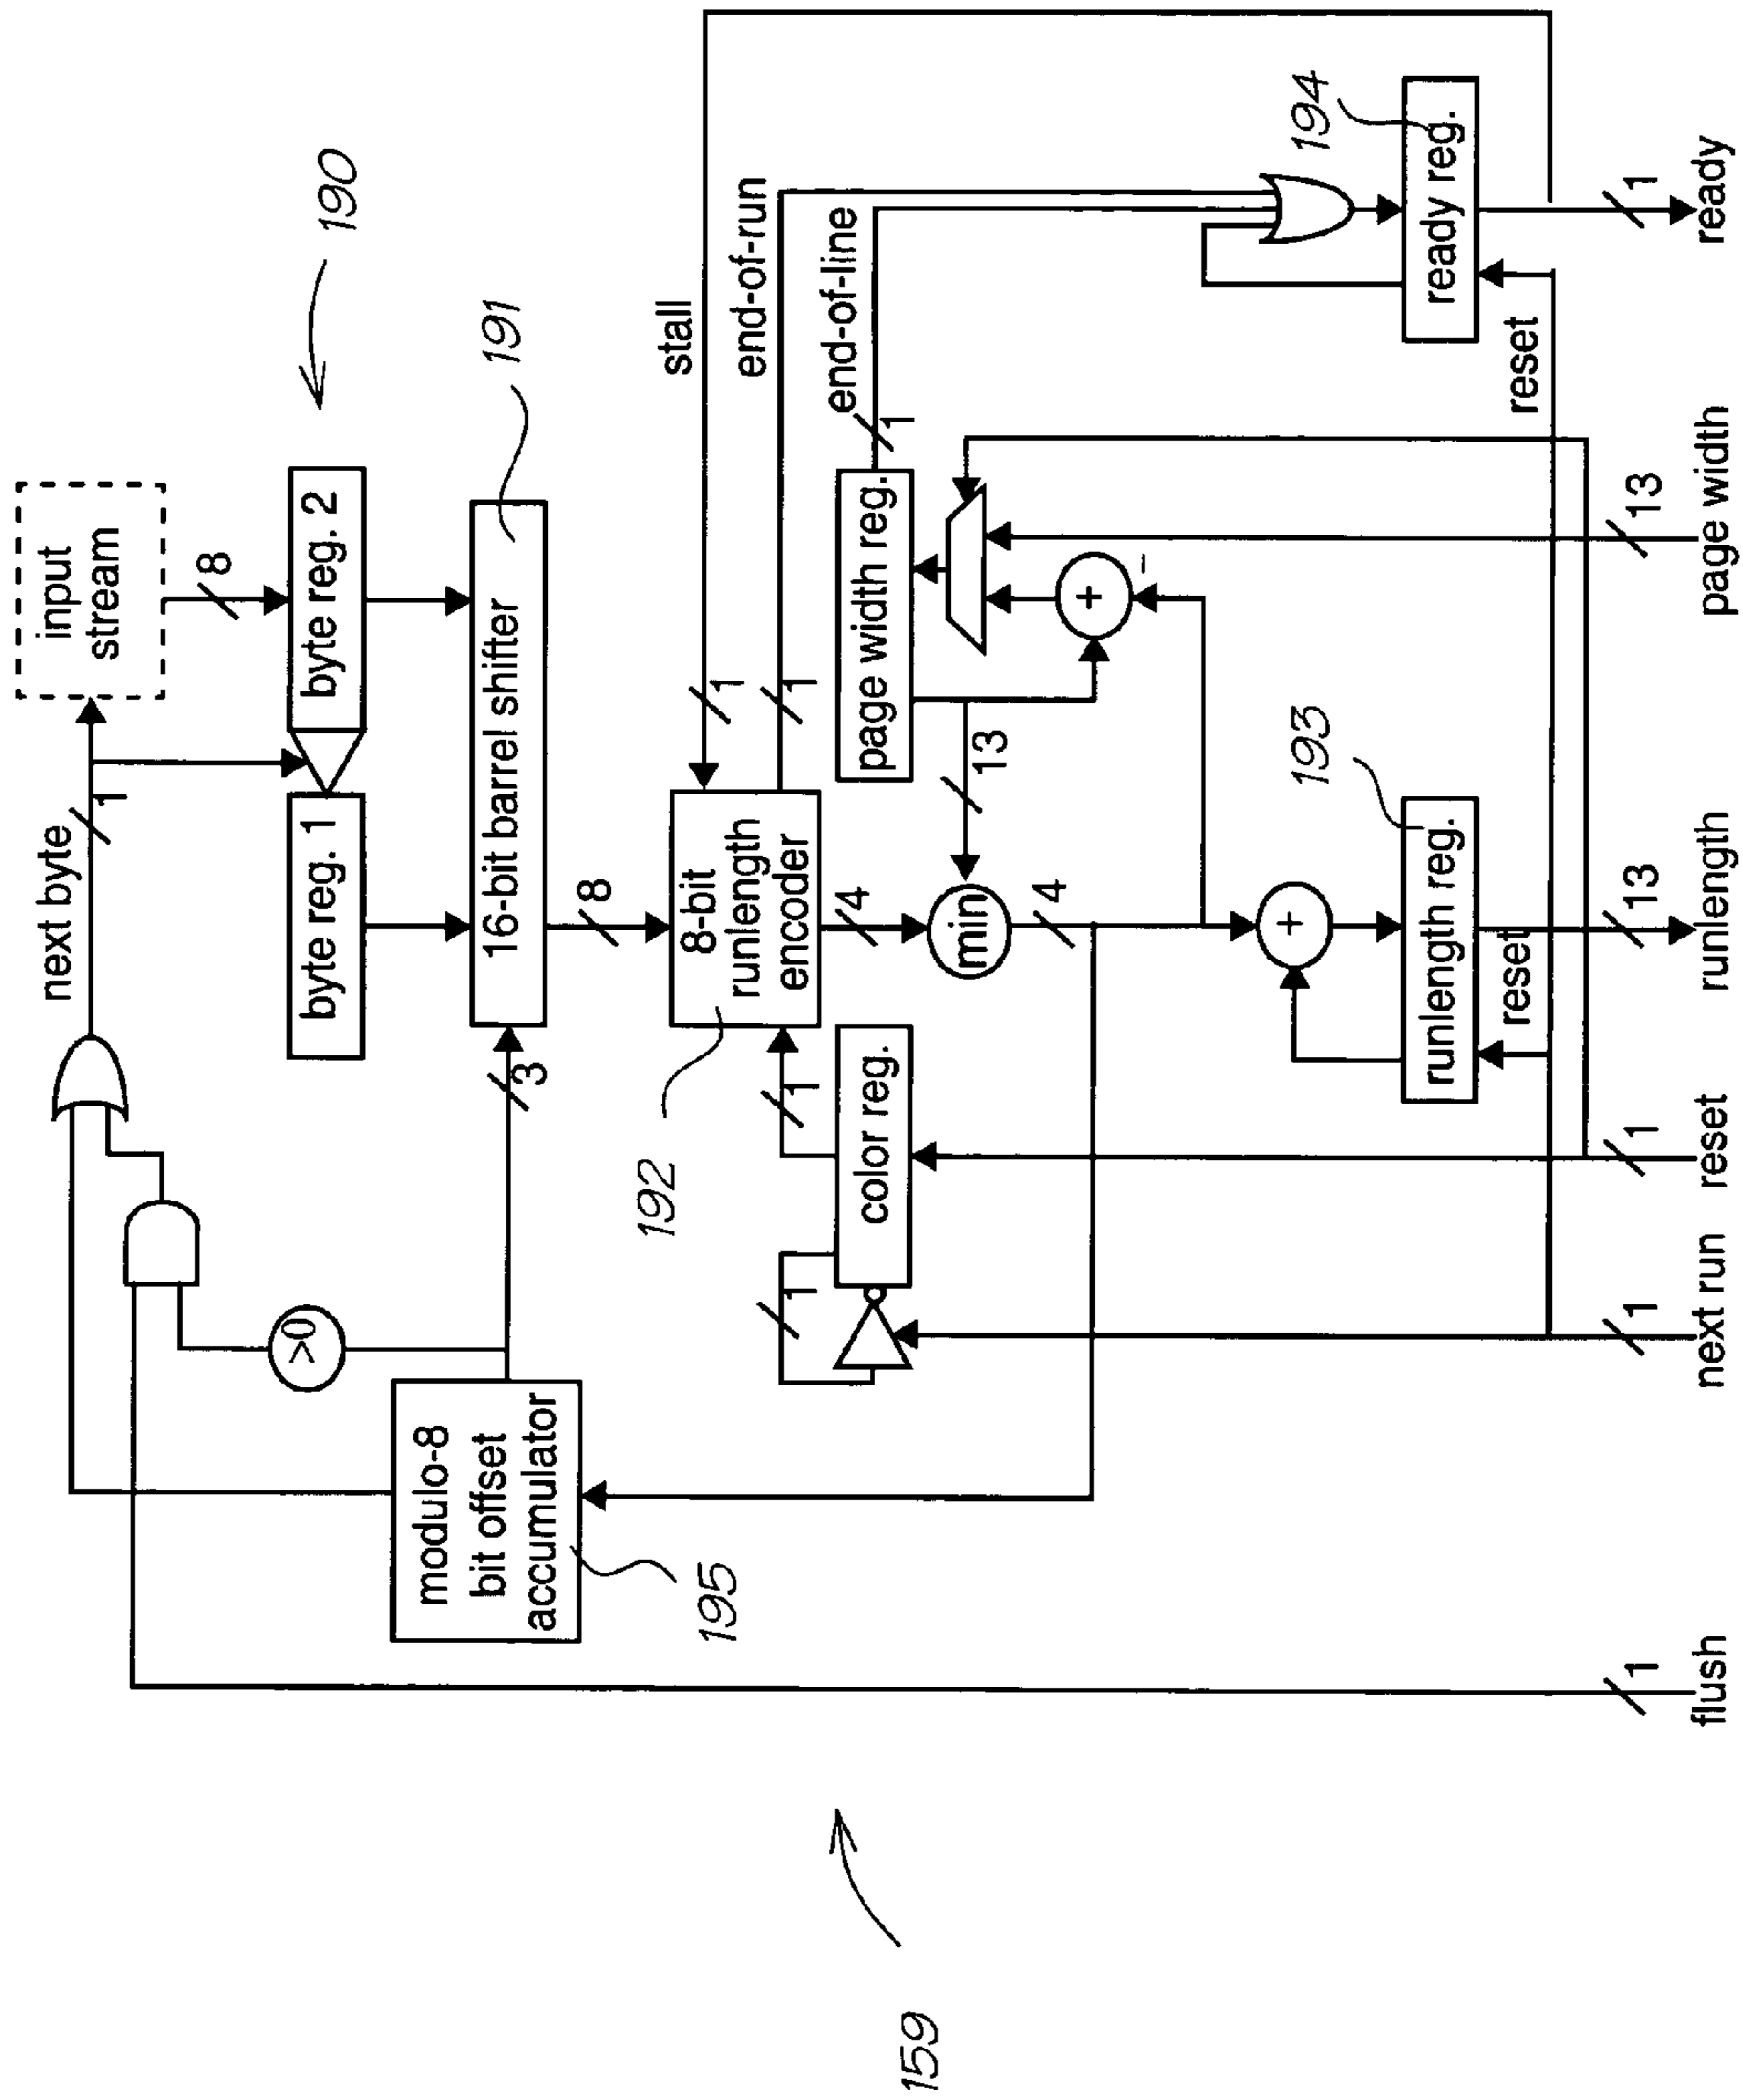 190
input
stream
next byte
1
8
byte reg. 1
byte reg. 2
191
16-bit barrel shifter
>0
3
8
modulo-8
bit offset
accumulator
195
stall
1
end-of-run
1
end-of-line
1
192
8-bit
runlength
encoder
4
min
4
13
page width reg.
+
−
1
color reg.
1
193
+
runlength reg.
reset
194
ready reg.
reset
159
flush
1
next run
1
reset
1
runlength
13
page width
13
ready
1